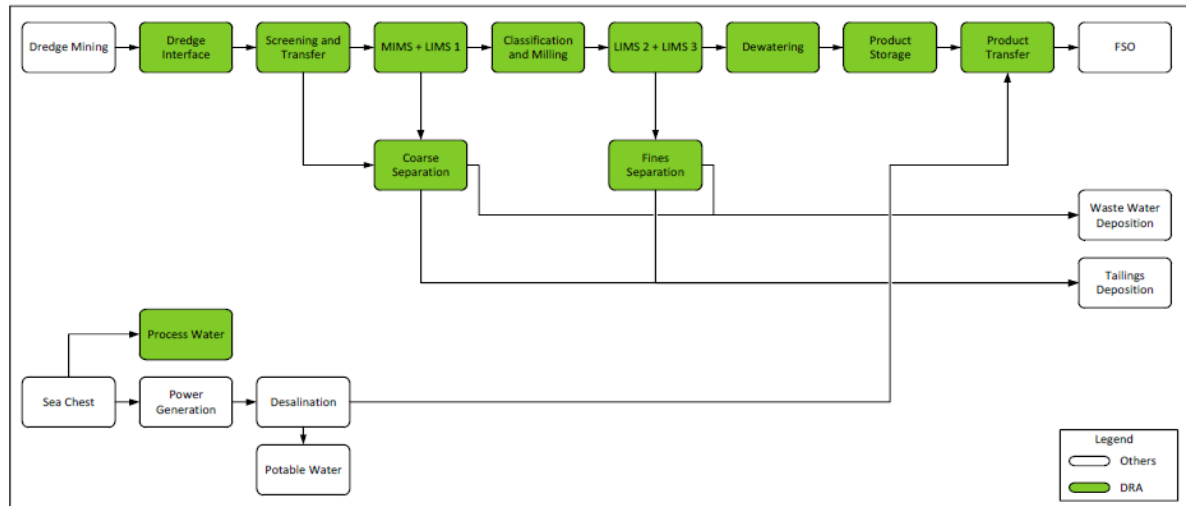 Dredge Mining
Dredge
Interface
Screening and
Transfer
MIMS + LIMS 1
Classification
and Milling
LIMS 2 + LIMS 3
Dewatering
Product
Storage
Product
Transfer
FSO
Coarse
Separation
Fines
Separation
Waste Water
Deposition
Tailings
Deposition
Process Water
Sea Chest
Power
Generation
Desalination
Potable Water
Legend
Others
DRA